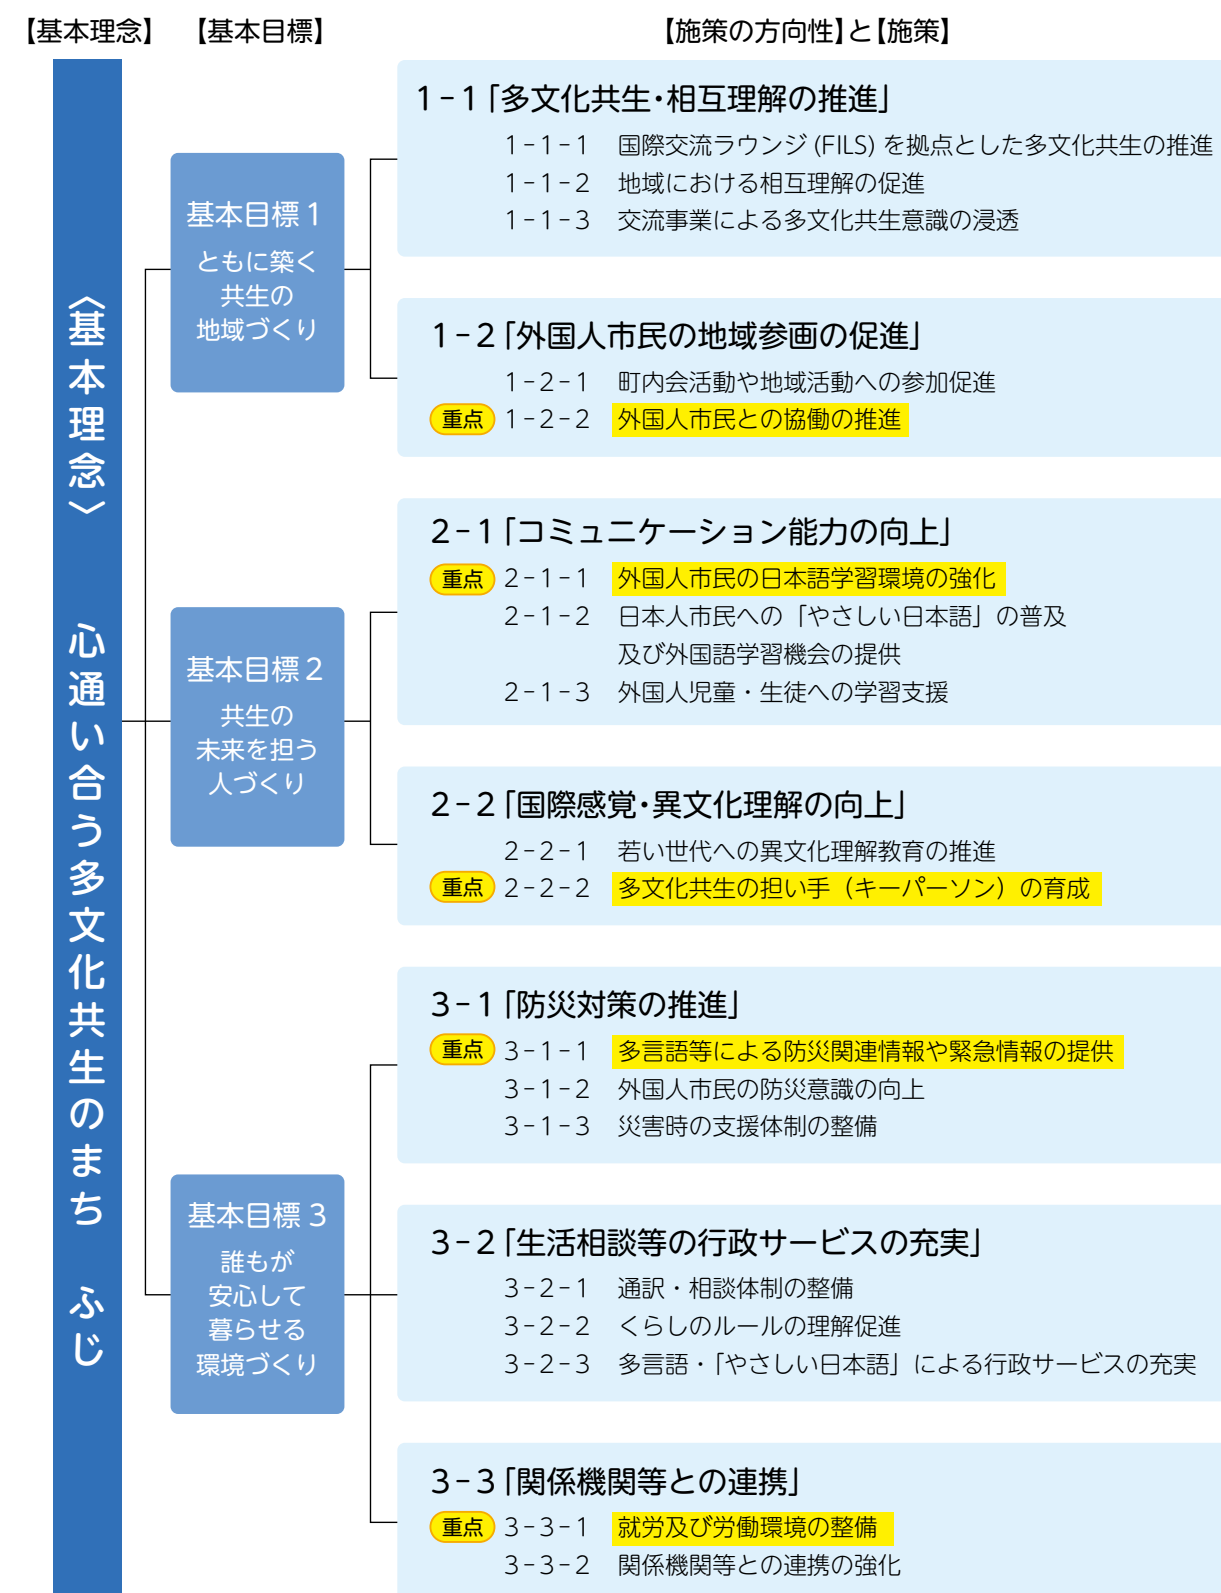 【基本理念】 【基本目標】 【施策の方向性】と【施策】
〈基本理念〉 心通い合う多文化共生のまち ふじ
基本目標1
ともに築く
共生の
地域づくり
1-1「多文化共生・相互理解の推進」
1-1-1 国際交流ラウンジ(FILS)を拠点とした多文化共生の推進
1-1-2 地域における相互理解の促進
1-1-3 交流事業による多文化共生意識の浸透
1-2「外国人市民の地域参画の促進」
1-2-1 町内会活動や地域活動への参加促進
重点 1-2-2 外国人市民との協働の推進
基本目標2
共生の
未来を担う
人づくり
2-1「コミュニケーション能力の向上」
重点 2-1-1 外国人市民の日本語学習環境の強化
2-1-2 日本人市民への「やさしい日本語」の普及
及び外国語学習機会の提供
2-1-3 外国人児童・生徒への学習支援
2-2「国際感覚・異文化理解の向上」
2-2-1 若い世代への異文化理解教育の推進
重点 2-2-2 多文化共生の担い手（キーパーソン）の育成
基本目標3
誰もが
安心して
暮らせる
環境づくり
3-1「防災対策の推進」
重点 3-1-1 多言語等による防災関連情報や緊急情報の提供
3-1-2 外国人市民の防災意識の向上
3-1-3 災害時の支援体制の整備
3-2「生活相談等の行政サービスの充実」
3-2-1 通訳・相談体制の整備
3-2-2 くらしのルールの理解促進
3-2-3 多言語・「やさしい日本語」による行政サービスの充実
3-3「関係機関等との連携」
重点 3-3-1 就労及び労働環境の整備
3-3-2 関係機関等との連携の強化